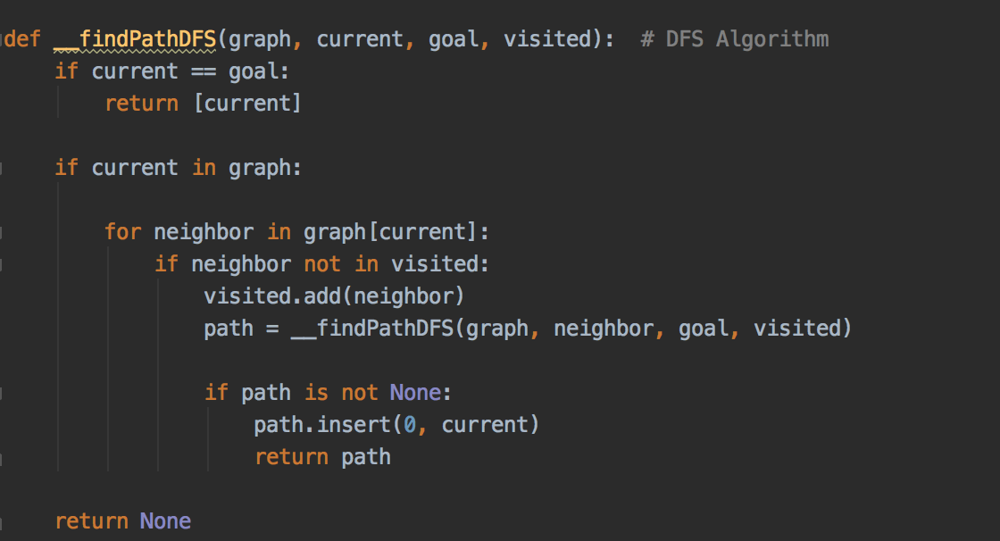 def __findPathDFS(graph, current, goal, visited):  # DFS Algorithm
    if current == goal:
        return [current]

    if current in graph:

        for neighbor in graph[current]:
            if neighbor not in visited:
                visited.add(neighbor)
                path = __findPathDFS(graph, neighbor, goal, visited)

                if path is not None:
                    path.insert(0, current)
                    return path

    return None